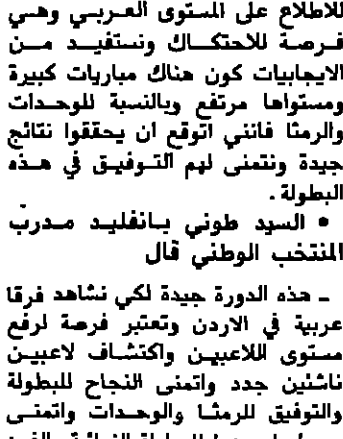 للاطلاع على المستوى العربي وهي
فرصة للاحتكاك ونستفيد من
الايجابيات كون هناك مباريات كبيرة
ومستواها مرتفع وبالنسبة للوحدات
والرمثا فانني اتوقع ان يحققوا نتائج
جيدة ونتمنى لهم التوفيق في هذه
البطولة .
• السيد طوني بانفليد مدرب
المنتخب الوطني قال
ـ هذه الدورة جيدة لكي نشاهد فرقا
عربية في الاردن وتعتبر فرصة لرفع
مستوى اللاعبين واكتشاف لاعبين
ناشئين جدد واتمنى النجاح للبطولة
والتوفيق للرمثا والوحدات واتمنى